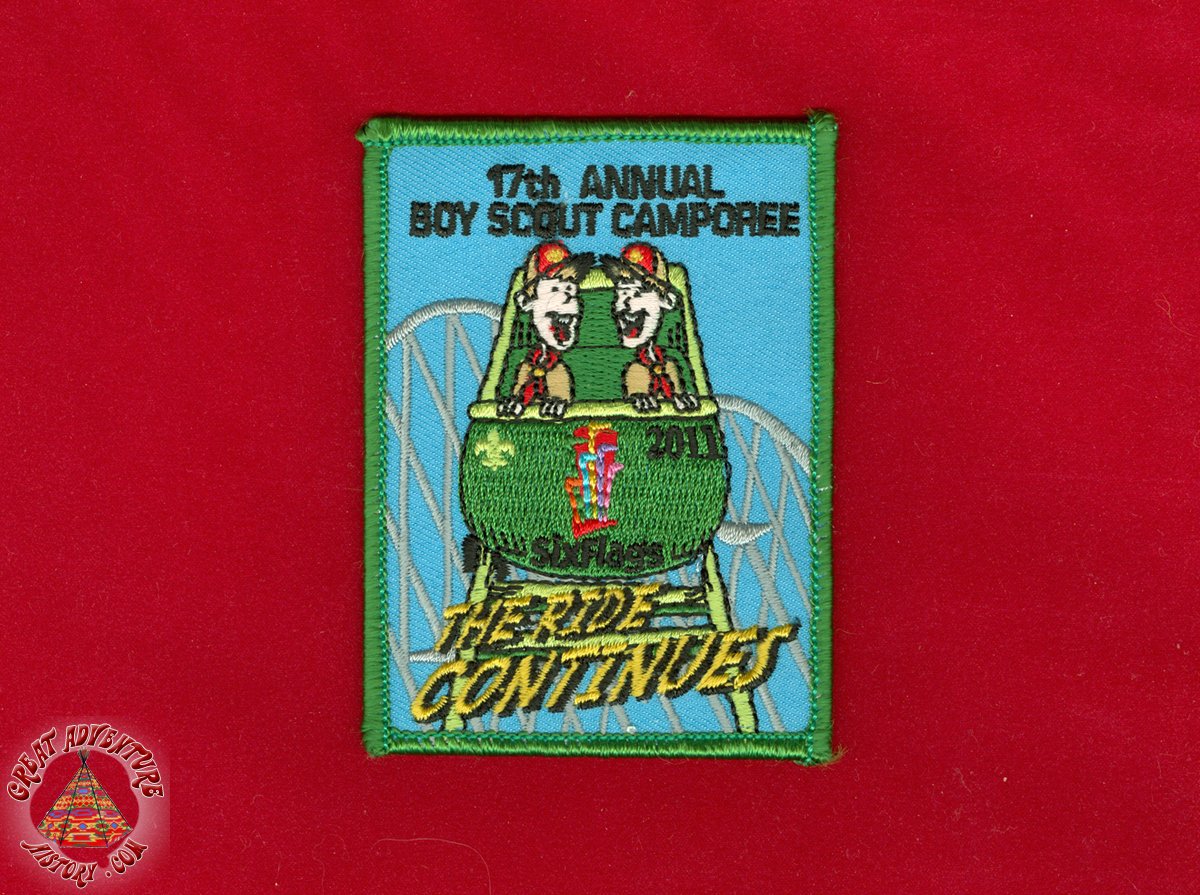 17th ANNUAL
BOY SCOUT CAMPOREE
2011
SixFlags
THE RIDE
CONTINUES
GREAT ADVENTURE
HISTORY.COM